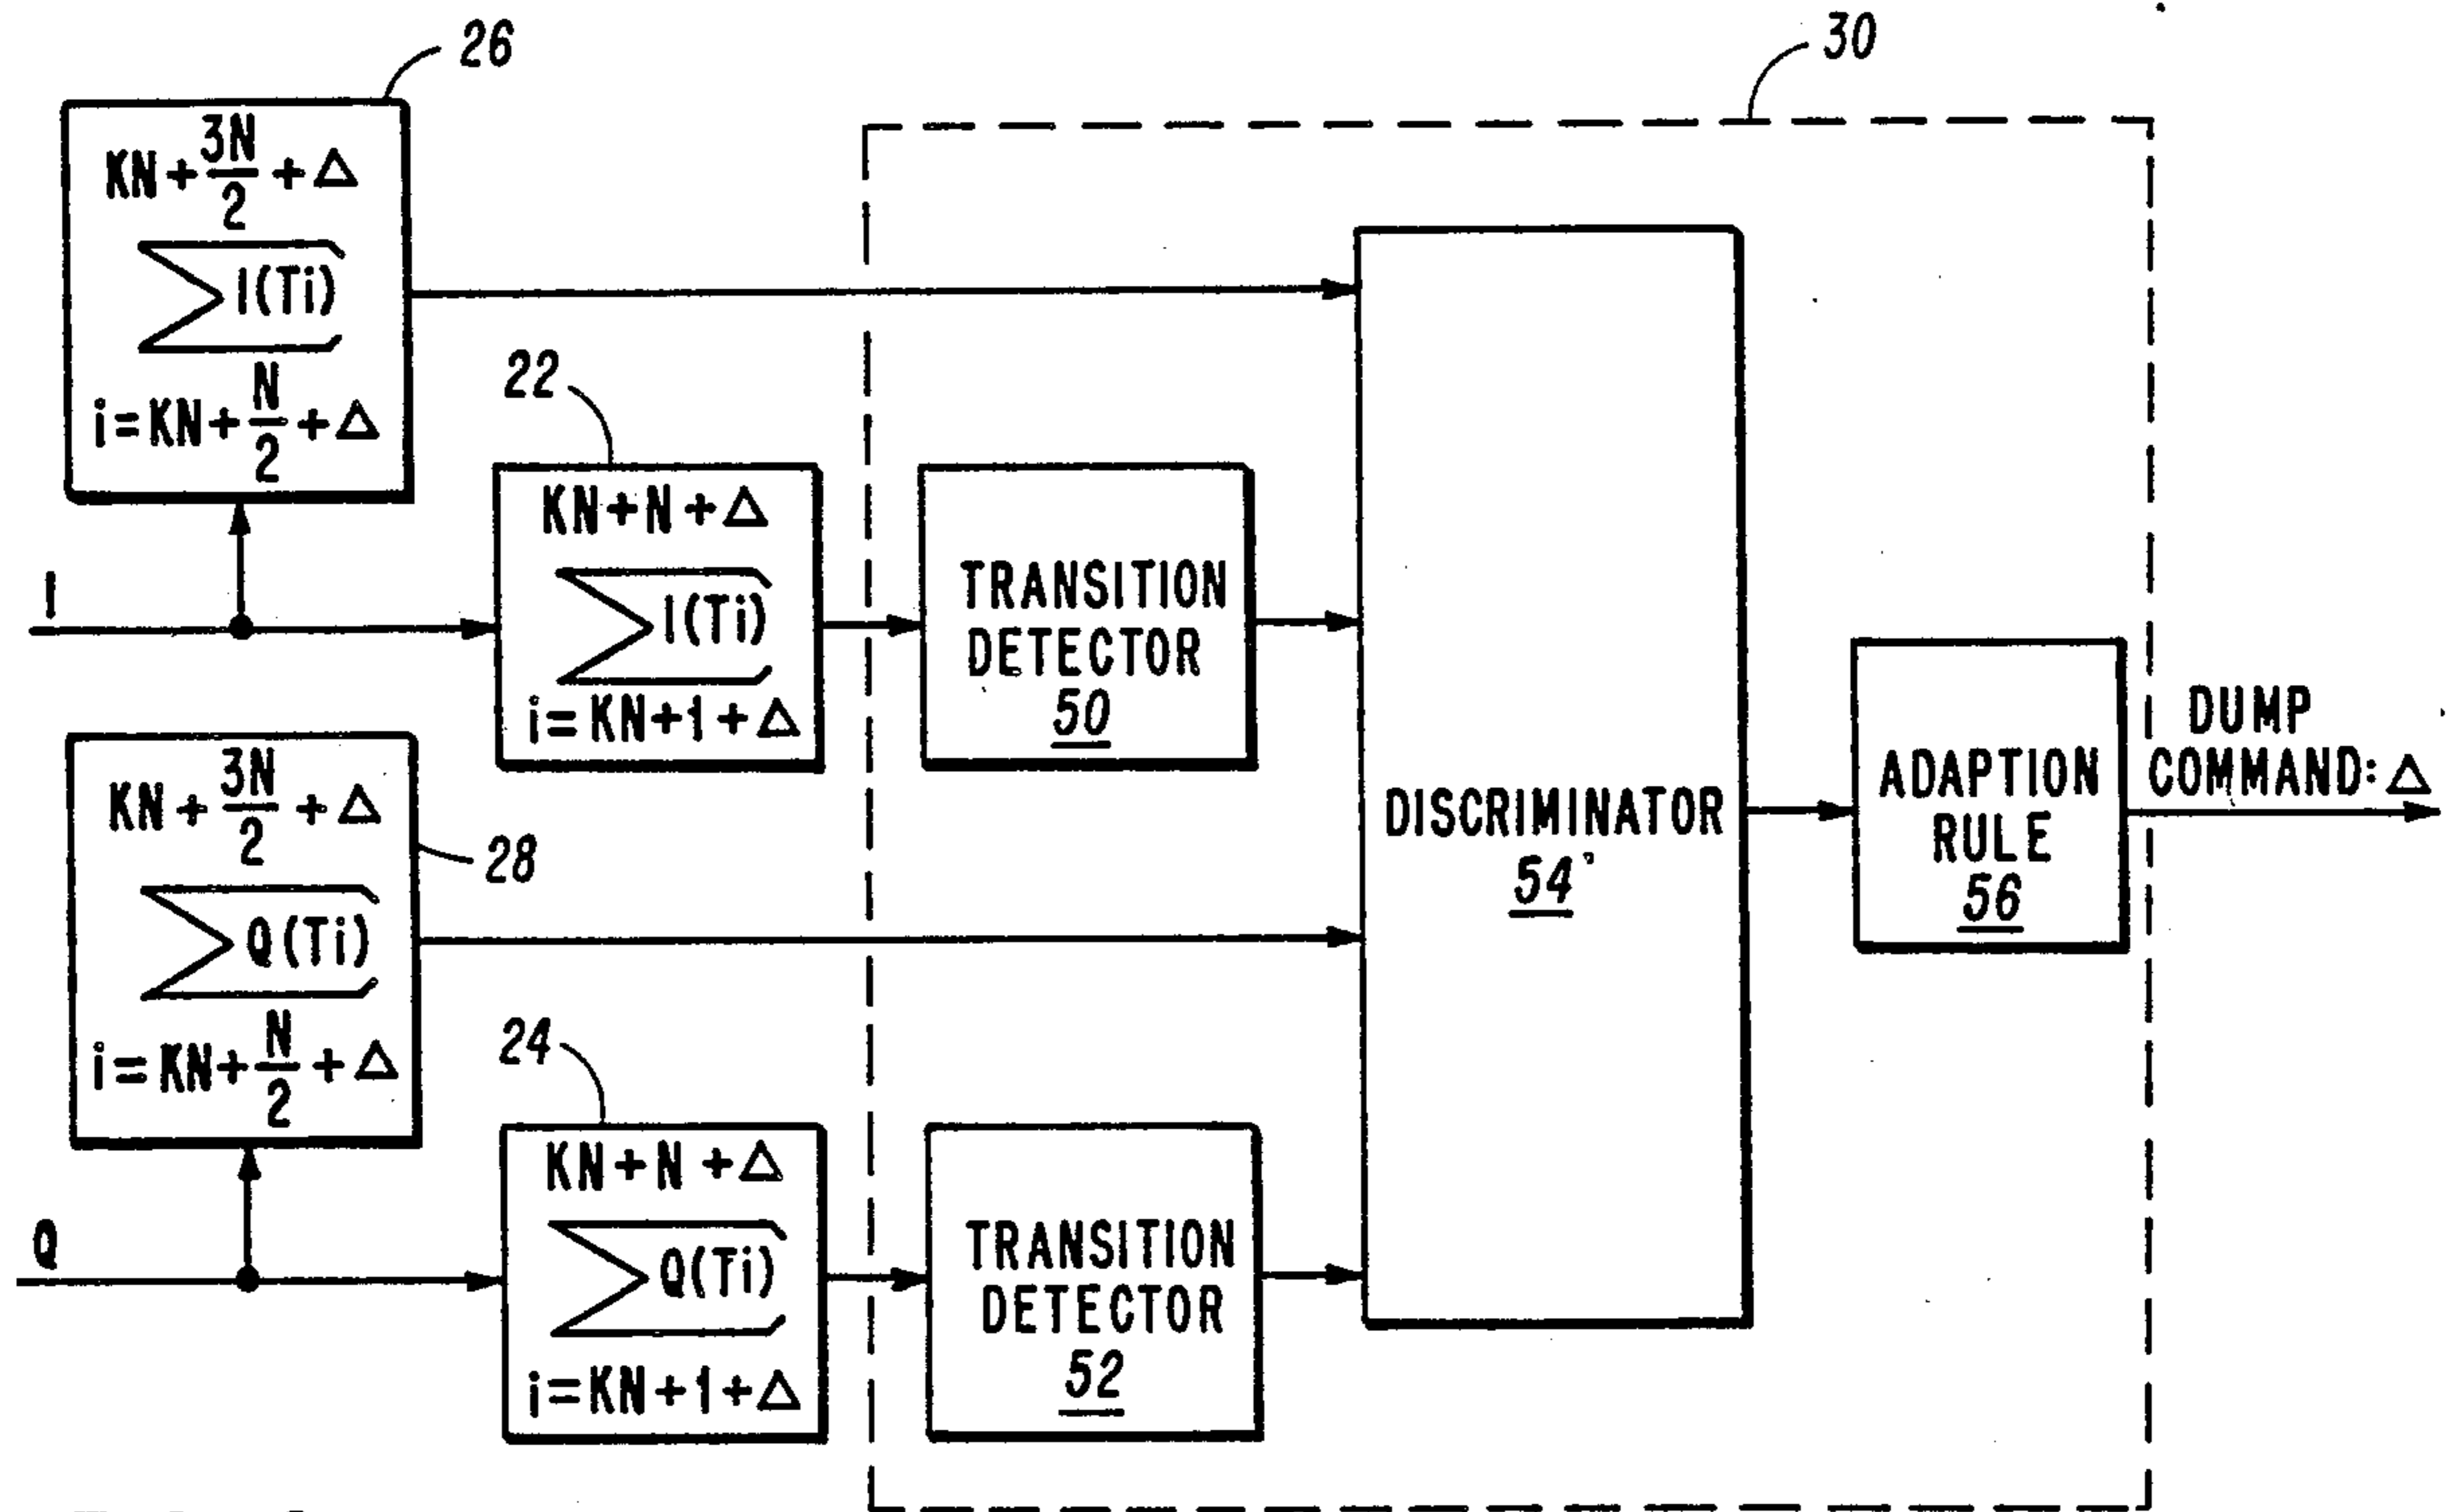 26
30
KN + 3N/2 + Δ
∑ I(Ti)
i = KN + N/2 + Δ
22
I
KN + N + Δ
∑ I(Ti)
i = KN + 1 + Δ
TRANSITION
DETECTOR
50
KN + 3N/2 + Δ
∑ Q(Ti)
i = KN + N/2 + Δ
28
DISCRIMINATOR
54'
ADAPTION
RULE
56
DUMP
COMMAND: Δ
24
Q
KN + N + Δ
∑ Q(Ti)
i = KN + 1 + Δ
TRANSITION
DETECTOR
52